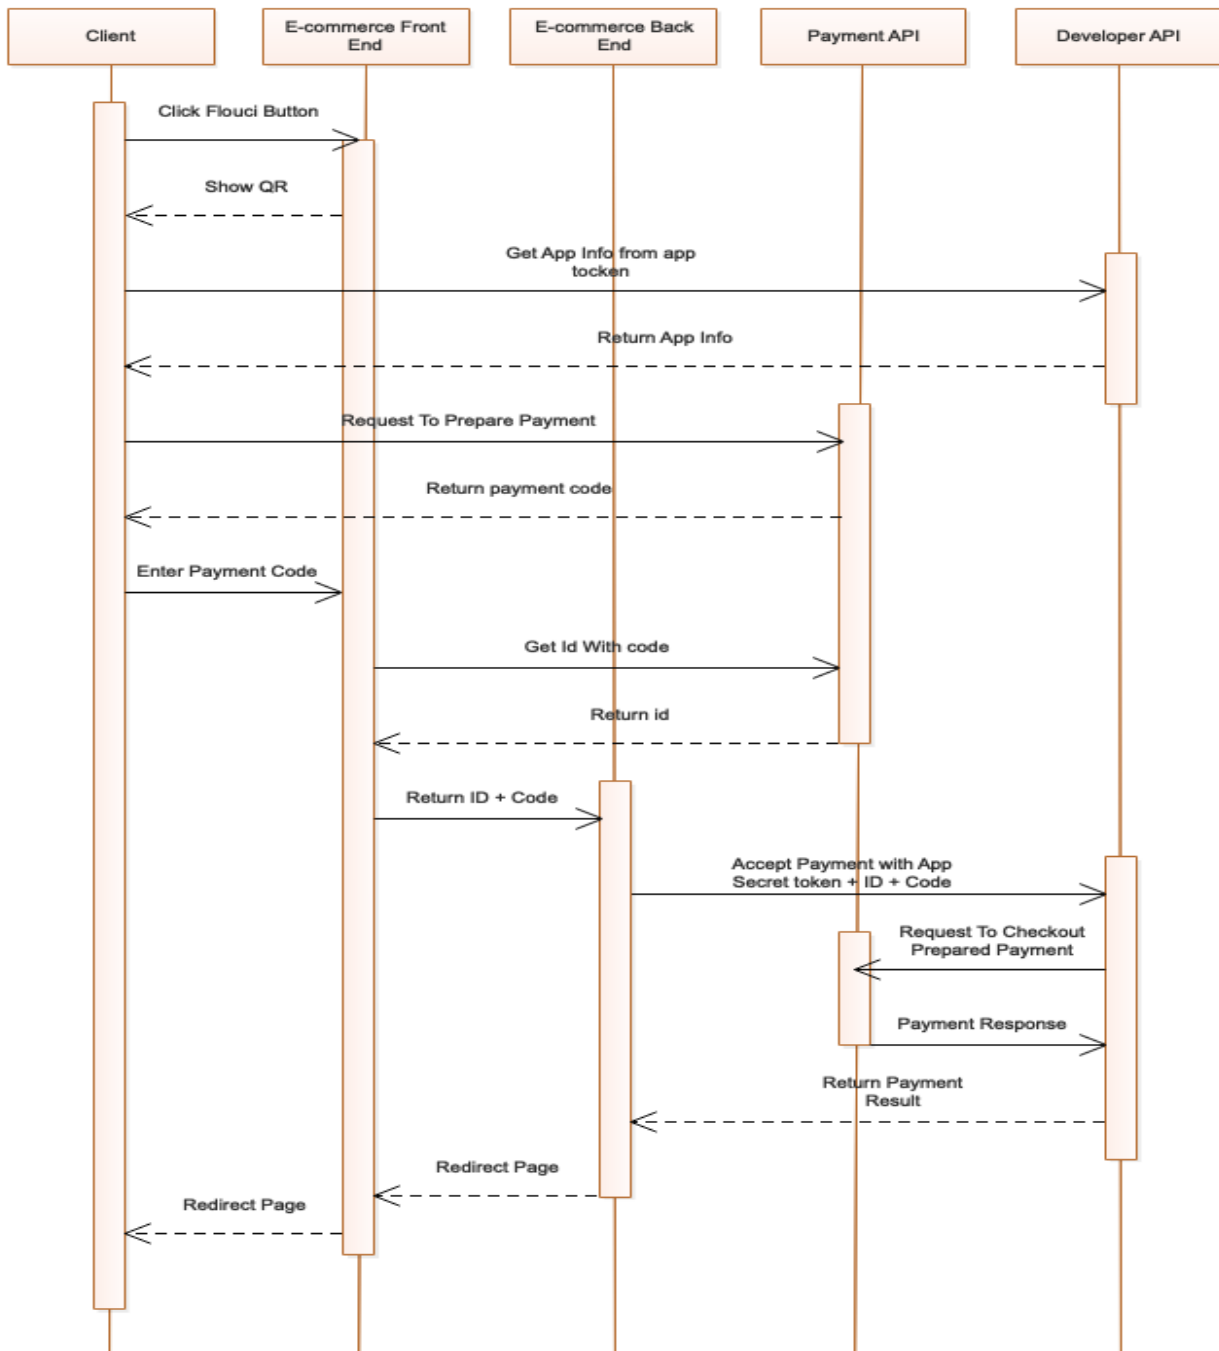 Client
E-commerce Front
End
E-commerce Back
End
Payment API
Developer API
Click Flouci Button
Show QR
Get App Info from app
tocken
Return App Info
Request To Prepare Payment
Return payment code
Enter Payment Code
Get Id With code
Return id
Return ID + Code
Accept Payment with App
Secret token + ID + Code
Request To Checkout
Prepared Payment
Payment Response
Return Payment
Result
Redirect Page
Redirect Page